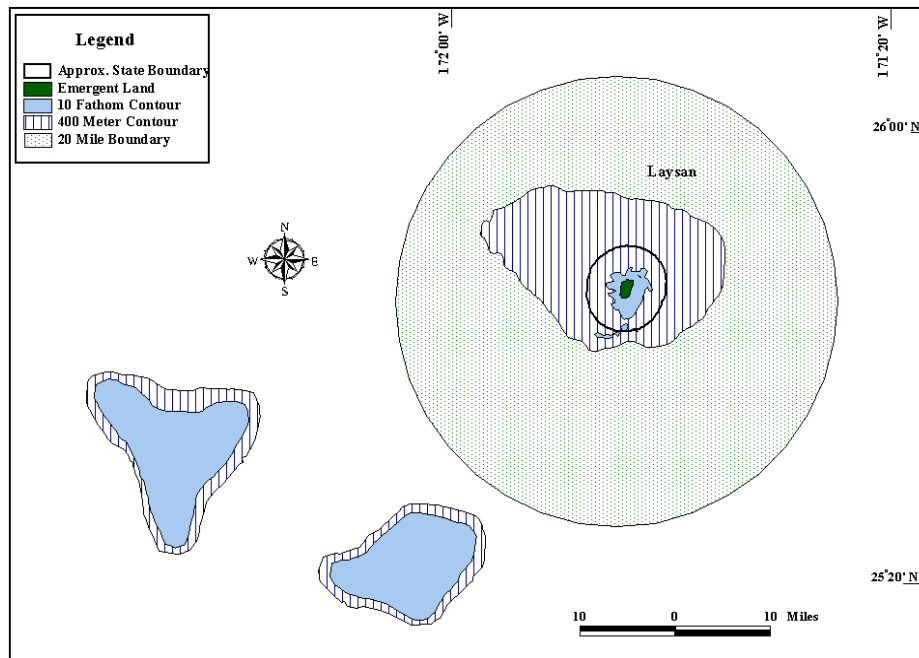 Legend
Approx. State Boundary
Emergent Land
10 Fathom Contour
400 Meter Contour
20 Mile Boundary
172°00' W
171°20' W
26°00' N
Laysan
N
W E
S
25°20' N
10 0 10 Miles